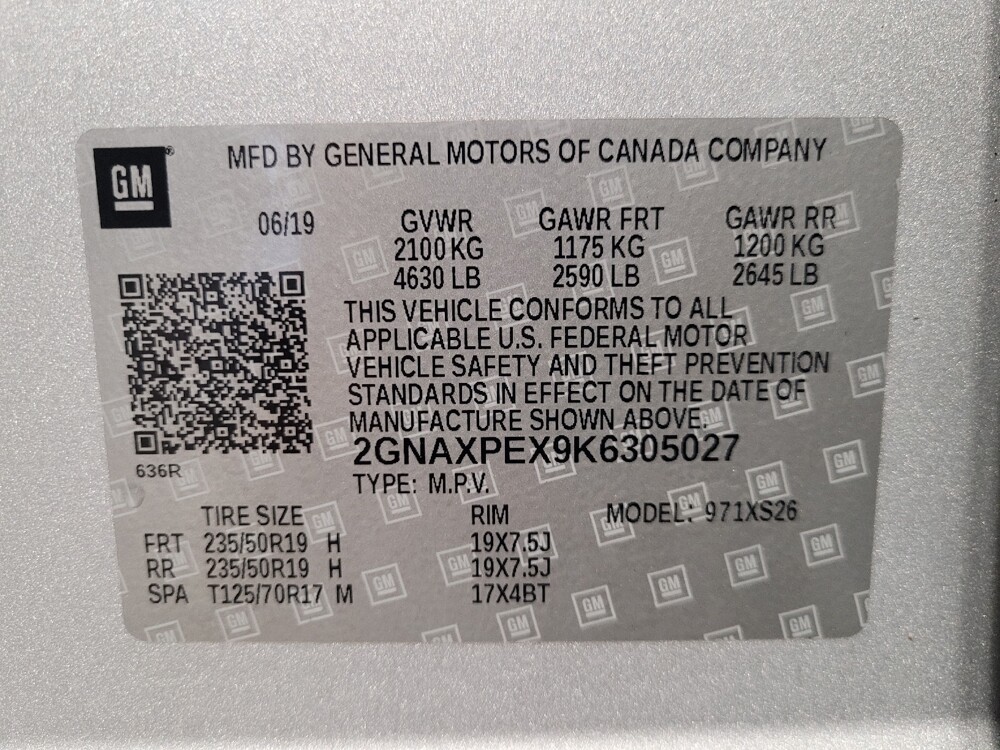 GM
MFD BY GENERAL MOTORS OF CANADA COMPANY
06/19 GVWR GAWR FRT GAWR RR
2100 KG 1175 KG 1200 KG
4630 LB 2590 LB 2645 LB
THIS VEHICLE CONFORMS TO ALL
APPLICABLE U.S. FEDERAL MOTOR
VEHICLE SAFETY AND THEFT PREVENTION
STANDARDS IN EFFECT ON THE DATE OF
MANUFACTURE SHOWN ABOVE.
2GNAXPEX9K6305027
636R
TYPE: M.P.V.
TIRE SIZE RIM MODEL: 971XS26
FRT 235/50R19 H 19X7.5J
RR 235/50R19 H 19X7.5J
SPA T125/70R17 M 17X4BT